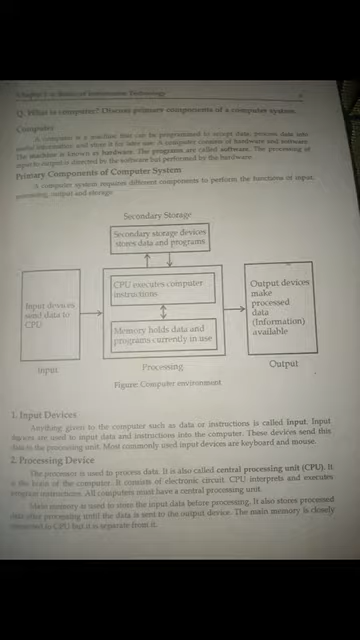 Chapter 1 ⇒ Basics of Information Technology
Q. What is computer? Discuss primary components of a computer system.
Computer
A computer is a machine that can be programmed to accept data, process data into
useful information and store it for later use. A computer consists of hardware and software.
The machine is known as hardware. The programs are called software. The processing of
input to output is directed by the software but performed by the hardware.
Primary Components of Computer System
A computer system requires different components to perform the functions of input,
processing, output and storage.
Secondary Storage
Secondary storage devices
stores data and programs
Input devices
send data to
CPU
Input
CPU executes computer
instructions
Memory holds data and
programs currently in use
Processing
Output devices
make
processed
data
(Information)
available
Output
Figure: Computer environment
1. Input Devices
Anything given to the computer such as data or instructions is called Input. Input
devices are used to input data and instructions into the computer. These devices send this
data to the processing unit. Most commonly used input devices are keyboard and mouse.
2. Processing Device
The processor is used to process data. It is also called central processing unit (CPU). It
is the brain of the computer. It consists of electronic circuit. CPU interprets and executes
program instructions. All computers must have a central processing unit.
Main memory is used to store the input data before processing. It also stores processed
data after processing until the data is sent to the output device. The main memory is closely
connected to CPU but it is separate from it.